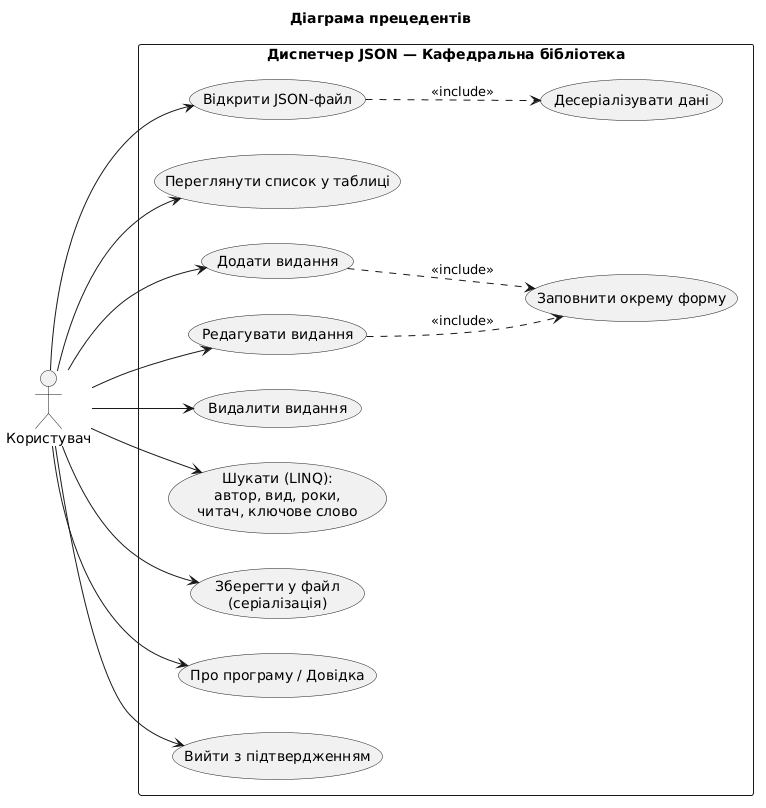 Діаграма прецедентів
Диспетчер JSON — Кафедральна бібліотека
Відкрити JSON-файл
«include»
Десеріалізувати дані
Переглянути список у таблиці
Додати видання
«include»
Заповнити окрему форму
Редагувати видання
«include»
Видалити видання
Користувач
Шукати (LINQ):
автор, вид, роки,
читач, ключове слово
Зберегти у файл
(серіалізація)
Про програму / Довідка
Вийти з підтвердженням